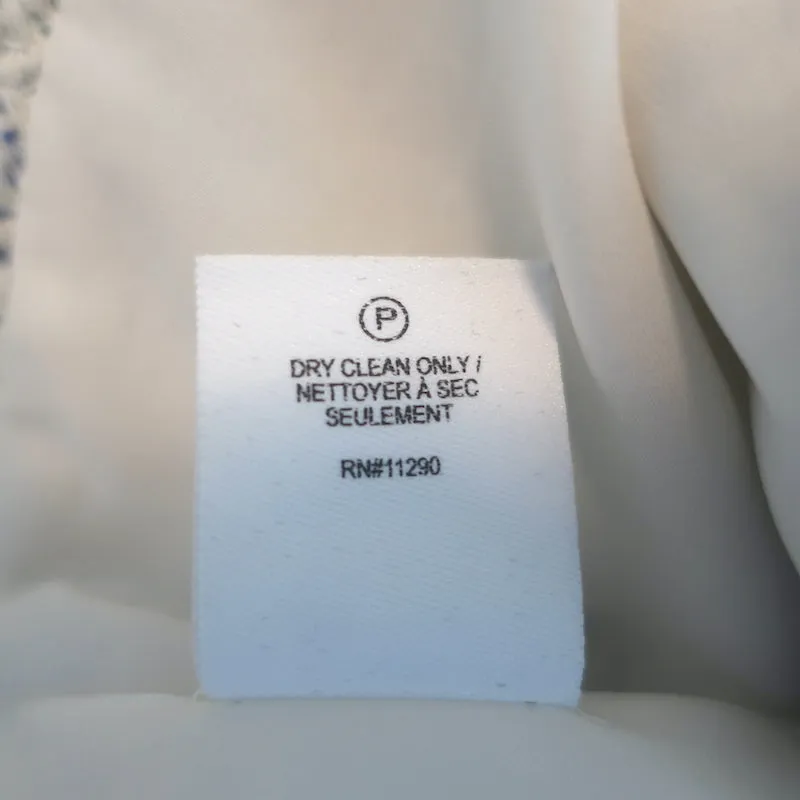 P
DRY CLEAN ONLY /
NETTOYER À SEC
SEULEMENT
RN#11290